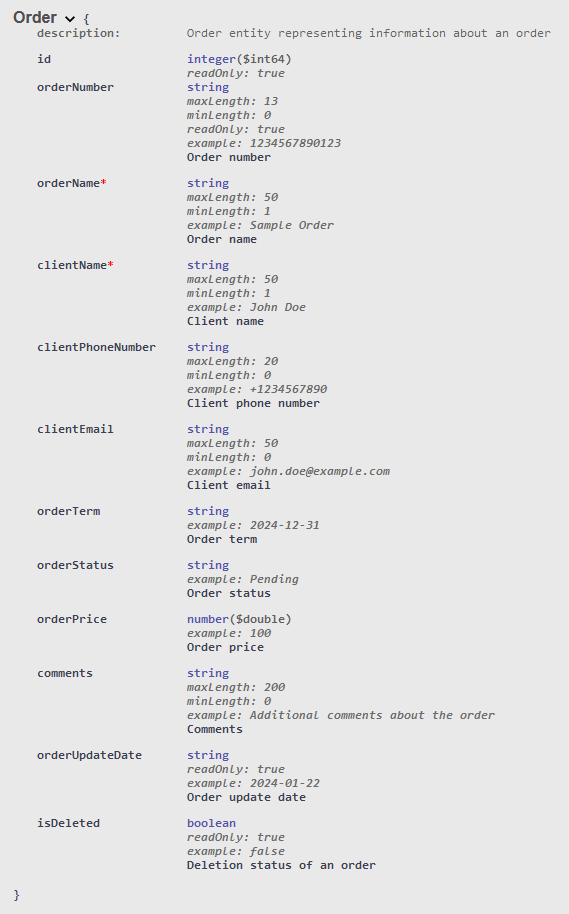 Order {
description: Order entity representing information about an order
id integer($int64)
readOnly: true
orderNumber string
maxLength: 13
minLength: 0
readOnly: true
example: 1234567890123
Order number
orderName* string
maxLength: 50
minLength: 1
example: Sample Order
Order name
clientName* string
maxLength: 50
minLength: 1
example: John Doe
Client name
clientPhoneNumber string
maxLength: 20
minLength: 0
example: +1234567890
Client phone number
clientEmail string
maxLength: 50
minLength: 0
example: john.doe@example.com
Client email
orderTerm string
example: 2024-12-31
Order term
orderStatus string
example: Pending
Order status
orderPrice number($double)
example: 100
Order price
comments string
maxLength: 200
minLength: 0
example: Additional comments about the order
Comments
orderUpdateDate string
readOnly: true
example: 2024-01-22
Order update date
isDeleted boolean
readOnly: true
example: false
Deletion status of an order
}